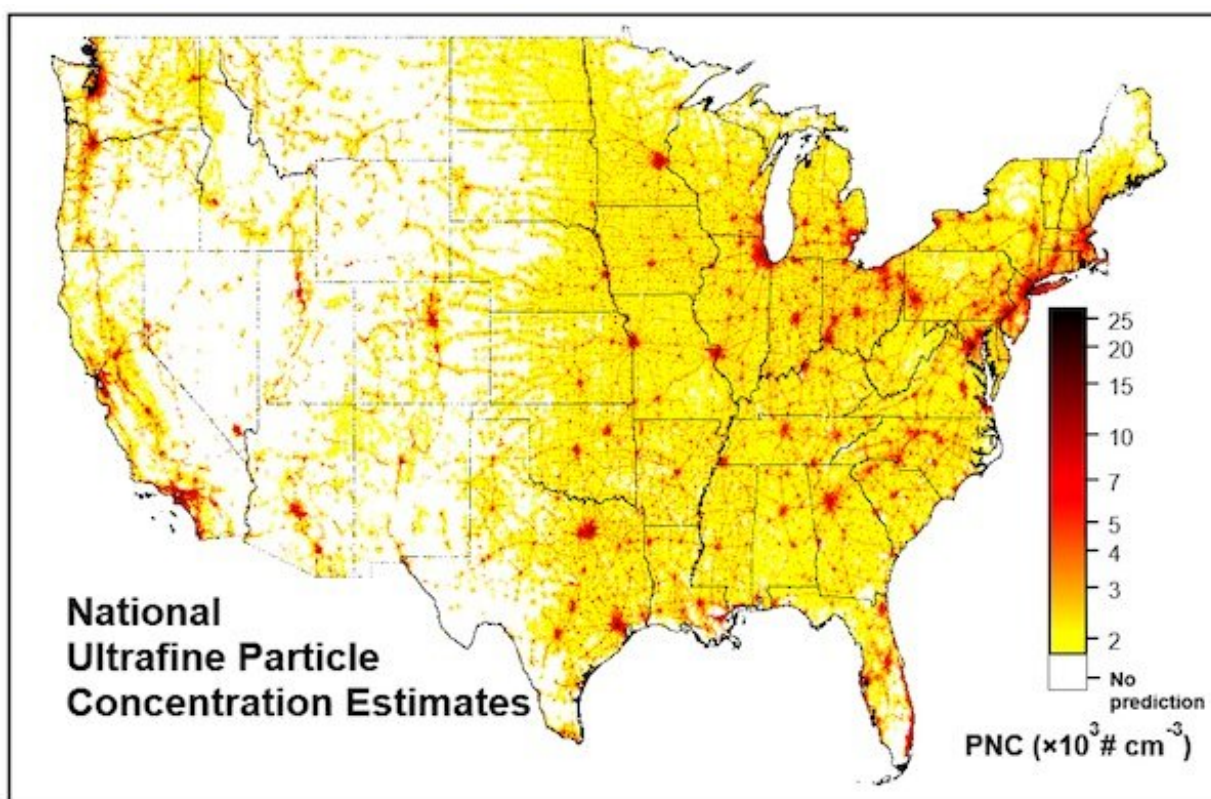 National
Ultrafine Particle
Concentration Estimates
25
20
15
10
7
5
4
3
2
No
prediction
PNC (×10³# cm⁻³)